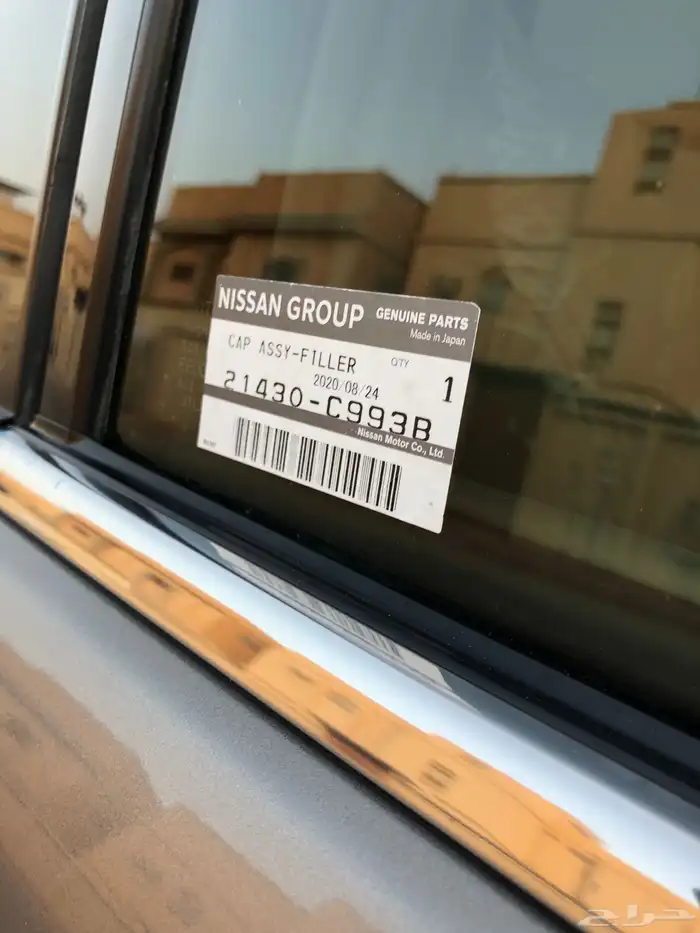 NISSAN GROUP GENUINE PARTS
Made in Japan
CAP ASSY-FILLER QTY 1
2020/08/24
21430-C993B
Nissan Motor Co., Ltd.
حراج